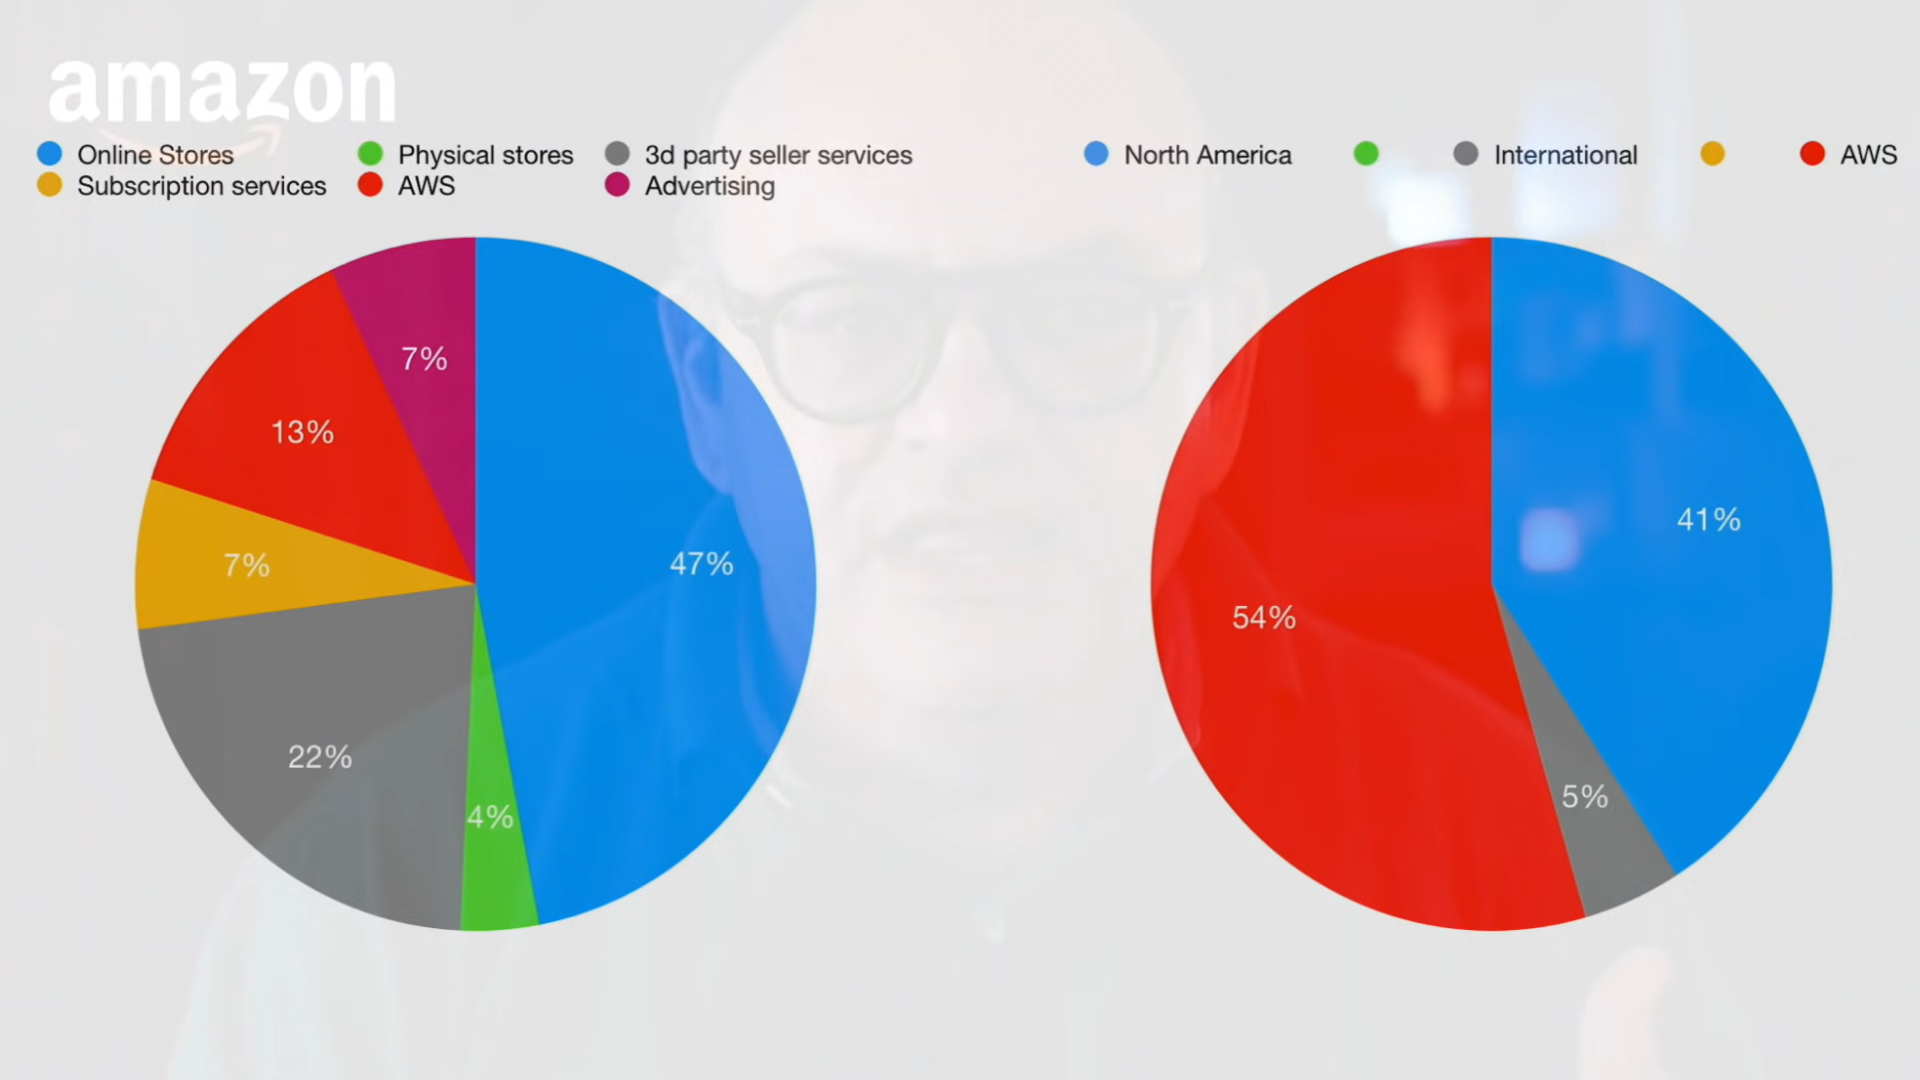 amazon
Online Stores Physical stores 3d party seller services
Subscription services AWS Advertising
North America International AWS
7%
13%
47%
7%
22%
4%
41%
54%
5%